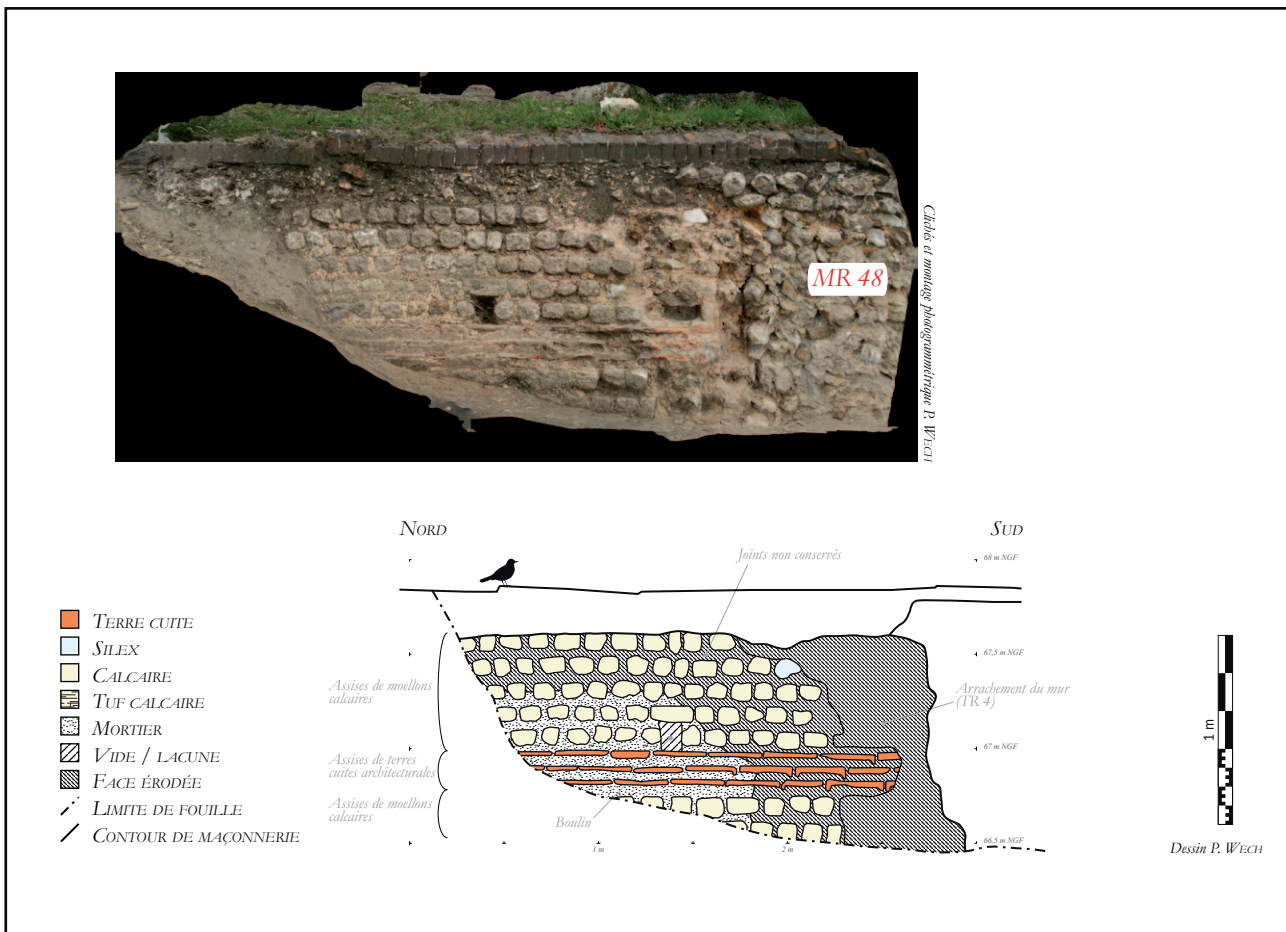 MR 48
Clichés et montage photogrammétrique P. Wech
Nord
Sud
Joints non conservés
68 m NGF
Terre cuite
Silex
Calcaire
Tuf calcaire
Mortier
Vide / lacune
Face érodée
Limite de fouille
Contour de maçonnerie
Assises de moellons
calcaires
Assises de terres
cuites architecturales
Assises de moellons
calcaires
67,5 m NGF
Arrachement du mur
(TR 4)
67 m NGF
Boulin
66,5 m NGF
1 m
2 m
1 m
Dessin P. Wech